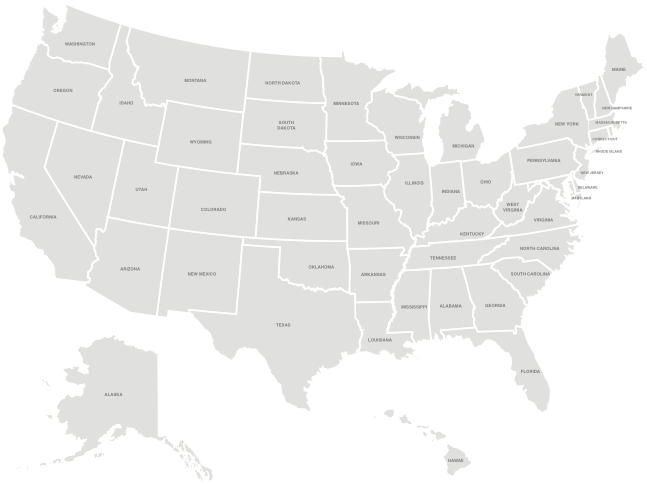 WASHINGTON
MAINE
MONTANA
NORTH DAKOTA
OREGON
VERMONT
IDAHO
MINNESOTA
NEW HAMPSHIRE
SOUTH
DAKOTA
NEW YORK
MASSACHUSETTS
WISCONSIN
CONNECTICUT
WYOMING
MICHIGAN
RHODE ISLAND
IOWA
PENNSYLVANIA
NEBRASKA
NEW JERSEY
NEVADA
ILLINOIS
OHIO
UTAH
INDIANA
DELAWARE
MARYLAND
COLORADO
WEST
VIRGINIA
CALIFORNIA
KANSAS
MISSOURI
VIRGINIA
KENTUCKY
NORTH CAROLINA
TENNESSEE
ARIZONA
OKLAHOMA
NEW MEXICO
ARKANSAS
SOUTH CAROLINA
MISSISSIPPI
ALABAMA
GEORGIA
TEXAS
LOUISIANA
FLORIDA
ALASKA
HAWAII